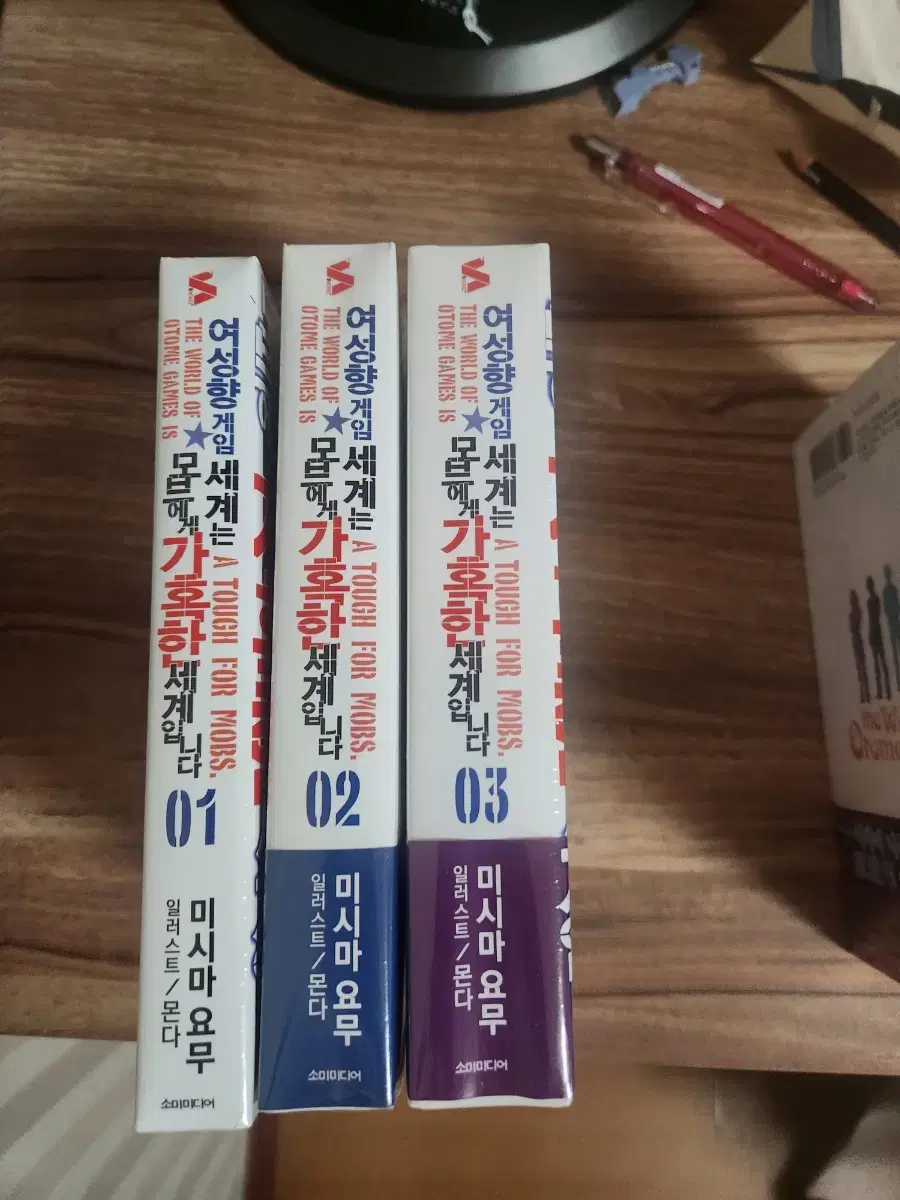 여성향 게임
세계는
THE WORLD OF
OTOME GAMES IS
모브에게
가혹한
세계입니다
A TOUGH FOR MOBS.
01
미시마 요무
일러스트/몬다
소미미디어
여성향 게임
세계는
THE WORLD OF
OTOME GAMES IS
모브에게
가혹한
세계입니다
A TOUGH FOR MOBS.
02
미시마 요무
일러스트/몬다
소미미디어
여성향 게임
세계는
THE WORLD OF
OTOME GAMES IS
모브에게
가혹한
세계입니다
A TOUGH FOR MOBS.
03
미시마 요무
일러스트/몬다
소미미디어